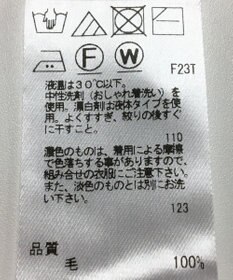 F W
F23T
液温は30℃以下。
中性洗剤（おしゃれ着洗い）を
使用。漂白剤は液体タイプを使
用。よくすすぎ、絞りの後すぐ
に干すこと。
110
濃色のものは、着用による摩擦
で色落ちする事がありますので、
組み合せの衣服にご注意下さい。
また、淡色のものとは別にお洗
い下さい。
123
品質
毛 100%